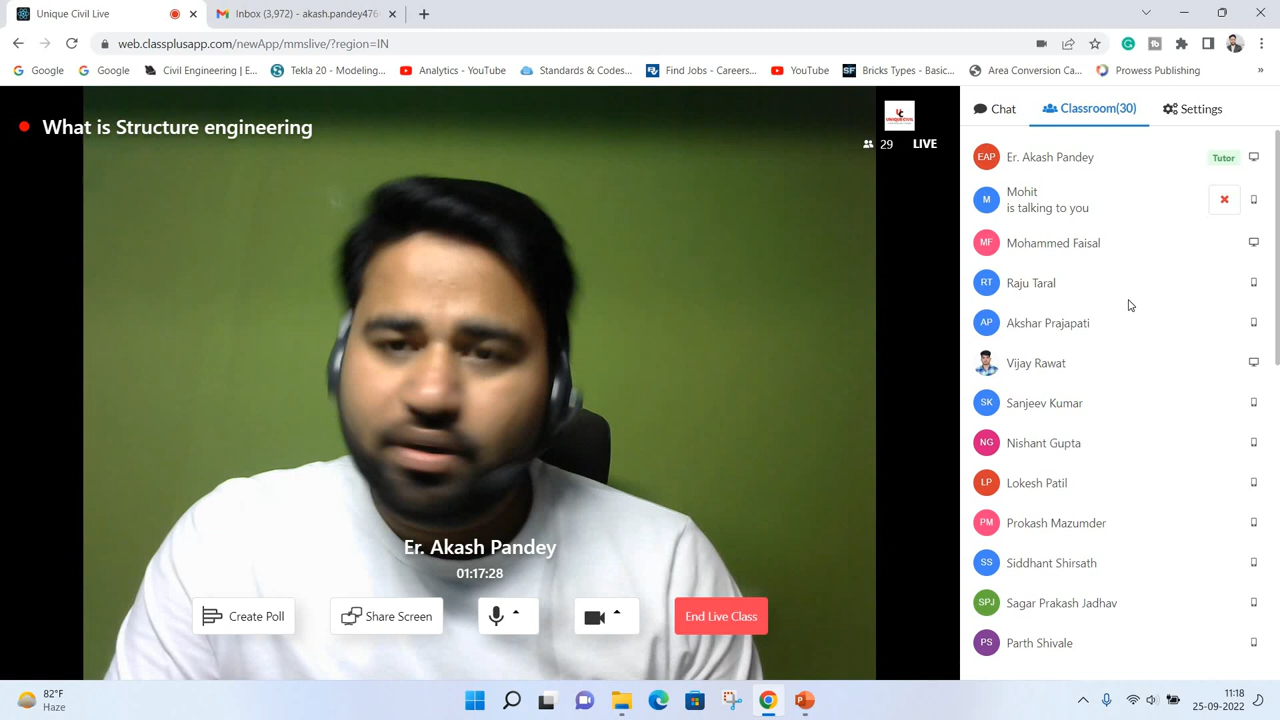 Unique Civil Live
Inbox (3,972) - akash.pandey476
web.classplusapp.com/newApp/mmslive/?region=IN
Google
Google
Civil Engineering | E...
Tekla 20 - Modeling...
Analytics - YouTube
Standards & Codes...
Find Jobs - Careers...
YouTube
Bricks Types - Basic...
Area Conversion Ca...
Prowess Publishing
»
What is Structure engineering
UNIQUE CIVIL
29 LIVE
Chat
Classroom(30)
Settings
EAP Er. Akash Pandey Tutor
M Mohit
is talking to you
MF Mohammed Faisal
RT Raju Taral
AP Akshar Prajapati
Vijay Rawat
SK Sanjeev Kumar
NG Nishant Gupta
LP Lokesh Patil
PM Prokash Mazumder
SS Siddhant Shirsath
SPJ Sagar Prakash Jadhav
PS Parth Shivale
Er. Akash Pandey
01:17:28
Create Poll
Share Screen
End Live Class
82°F
Haze
11:18
25-09-2022